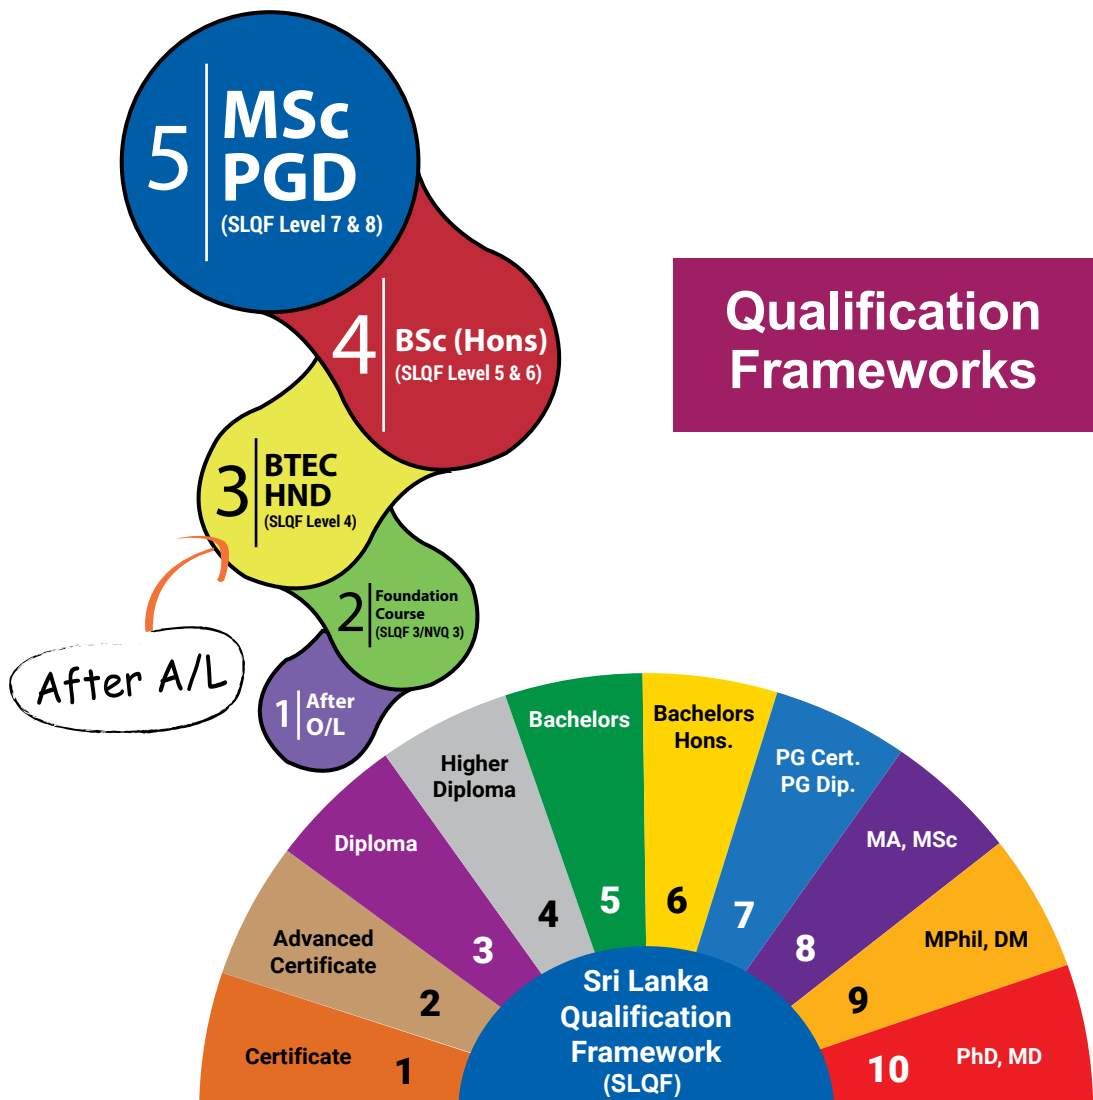 5
MSc
PGD
(SLQF Level 7 & 8)
4
BSc (Hons)
(SLQF Level 5 & 6)
Qualification
Frameworks
3
BTEC
HND
(SLQF Level 4)
2
Foundation
Course
(SLQF 3/NVQ 3)
After A/L
1
After
O/L
Certificate
1
Advanced
Certificate
2
Diploma
3
Higher
Diploma
4
Bachelors
5
Bachelors
Hons.
6
PG Cert.
PG Dip.
7
MA, MSc
8
MPhil, DM
9
PhD, MD
10
Sri Lanka
Qualification
Framework
(SLQF)